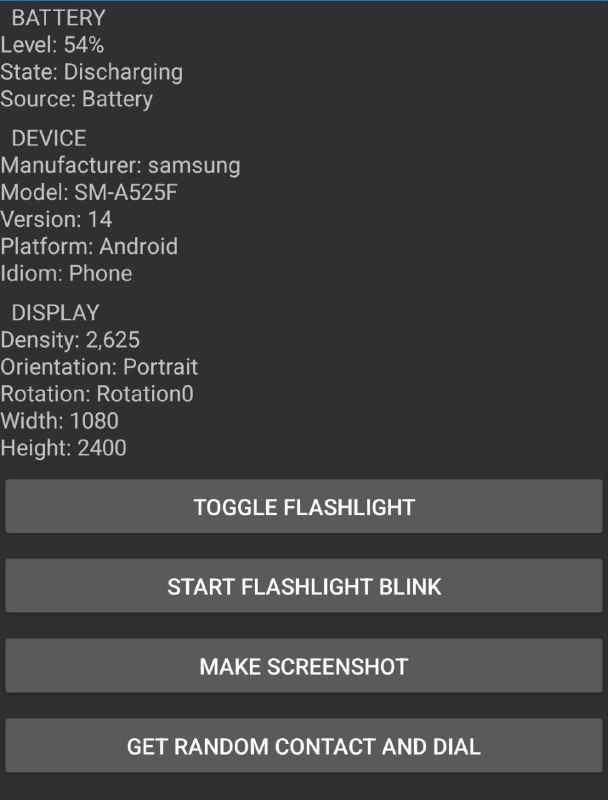 BATTERY
Level: 54%
State: Discharging
Source: Battery
DEVICE
Manufacturer: samsung
Model: SM-A525F
Version: 14
Platform: Android
Idiom: Phone
DISPLAY
Density: 2,625
Orientation: Portrait
Rotation: Rotation0
Width: 1080
Height: 2400
TOGGLE FLASHLIGHT
START FLASHLIGHT BLINK
MAKE SCREENSHOT
GET RANDOM CONTACT AND DIAL